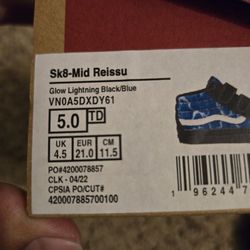 Sk8-Mid Reissu
Glow Lightning Black/Blue
VN0A5DXDY61
5.0 TD
UK EUR CM
4.5 21.0 11.5
PO#4200078857
CLK - 04/22
CPSIA PO/CUT#
420007885700100
1 96244 7